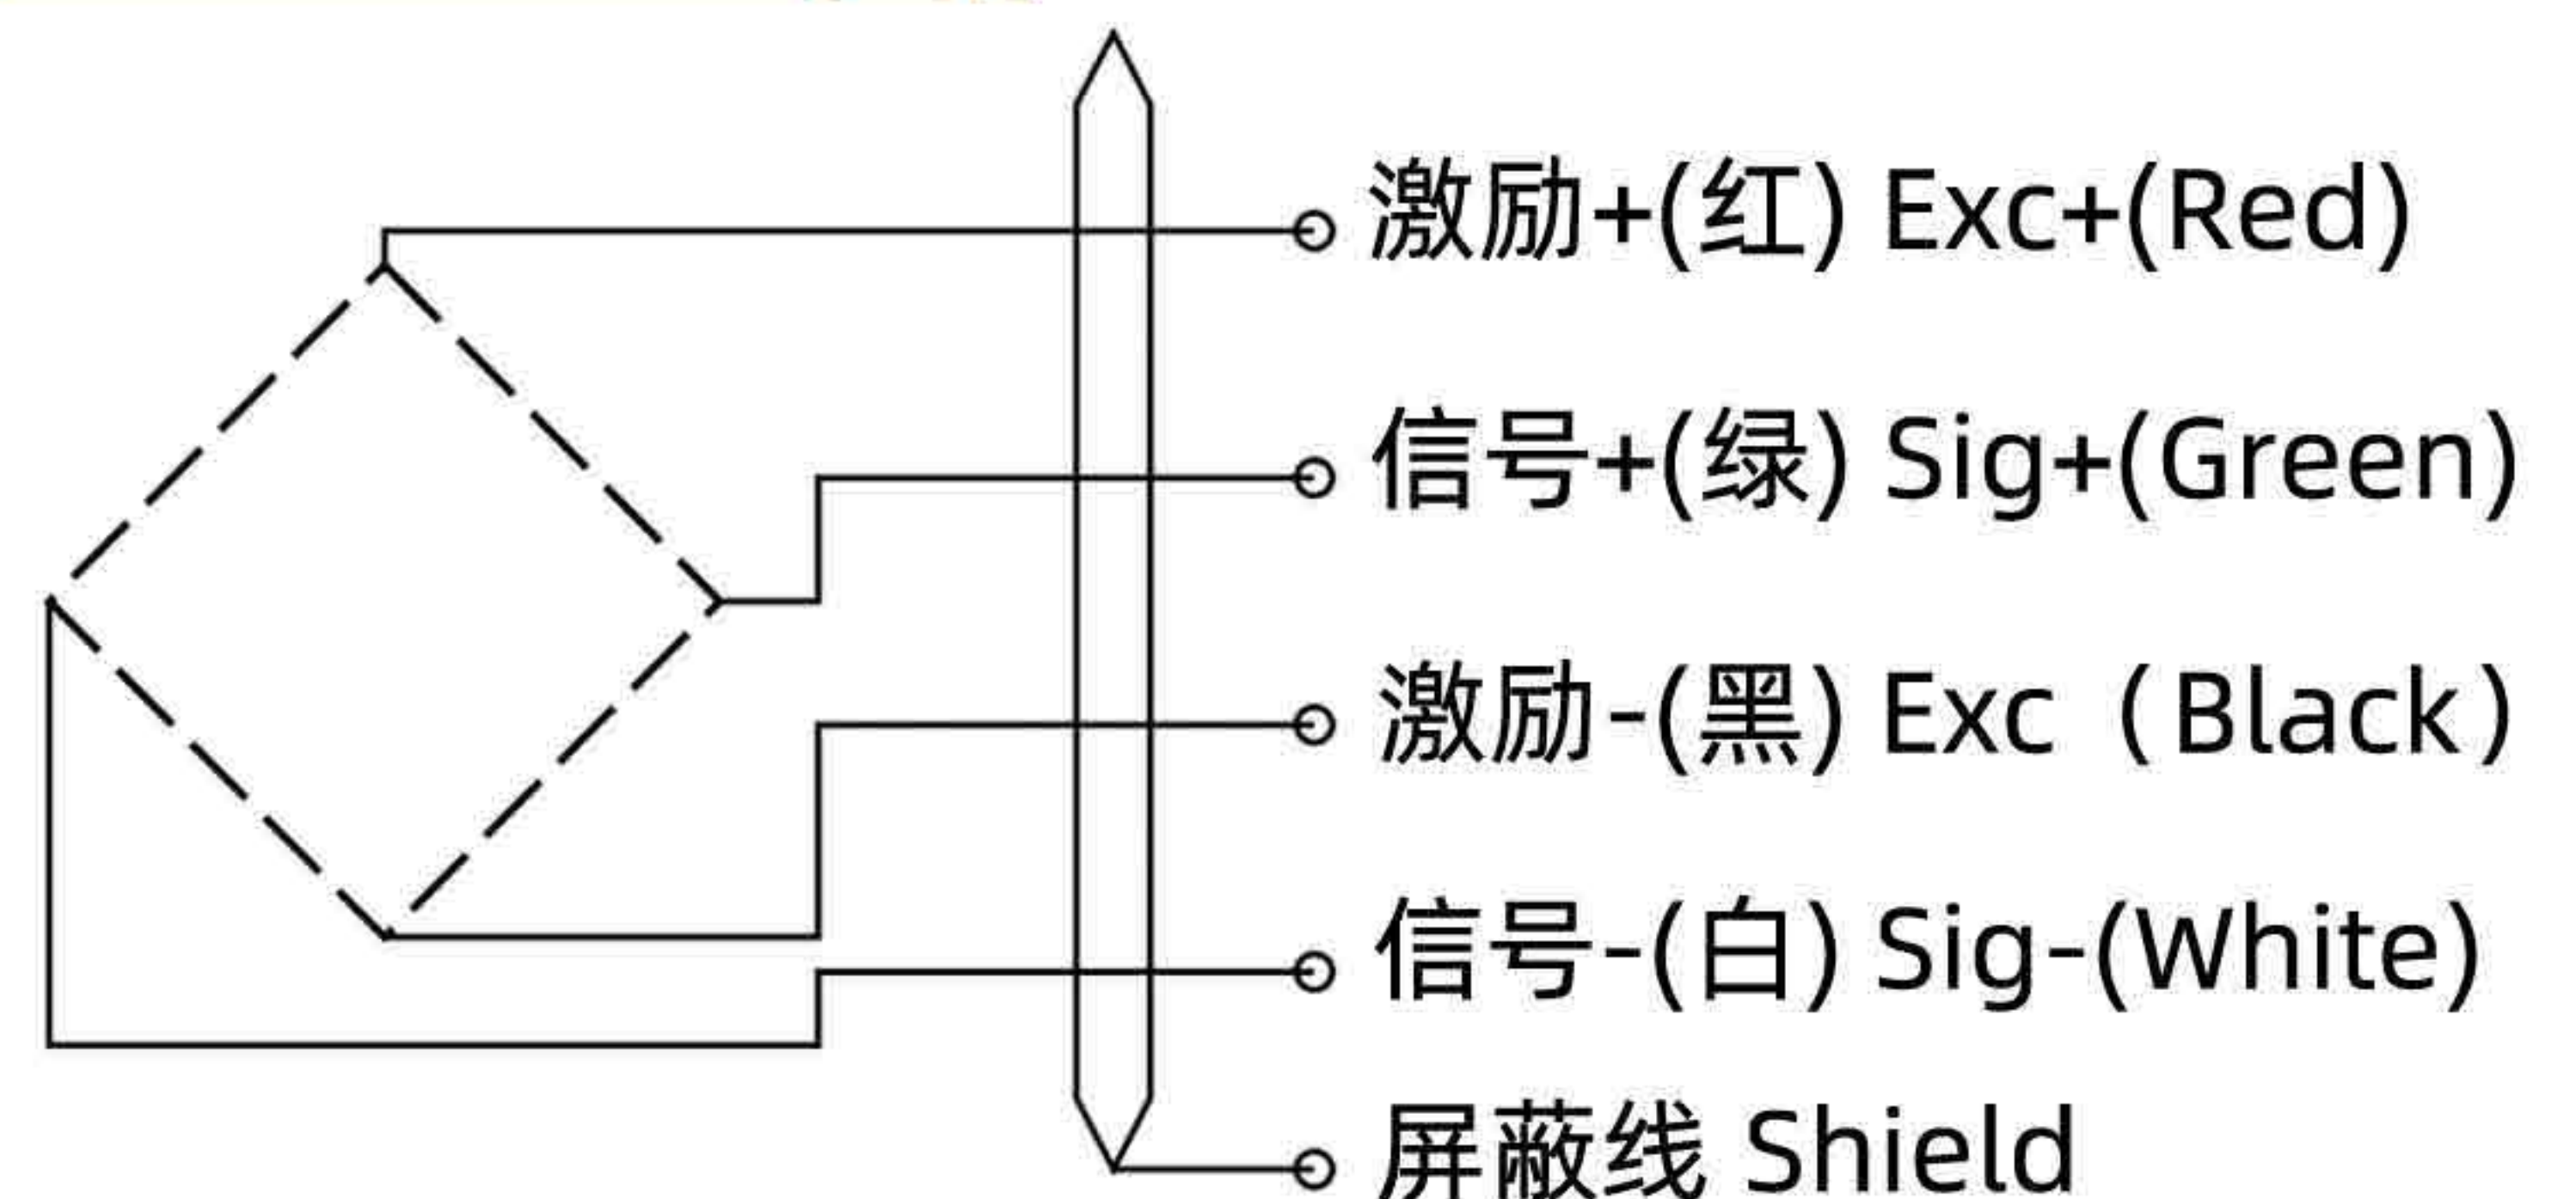 激励+(红) Exc+(Red)
信号+(绿) Sig+(Green)
激励-(黑) Exc（Black）
信号-(白) Sig-(White)
屏蔽线 Shield